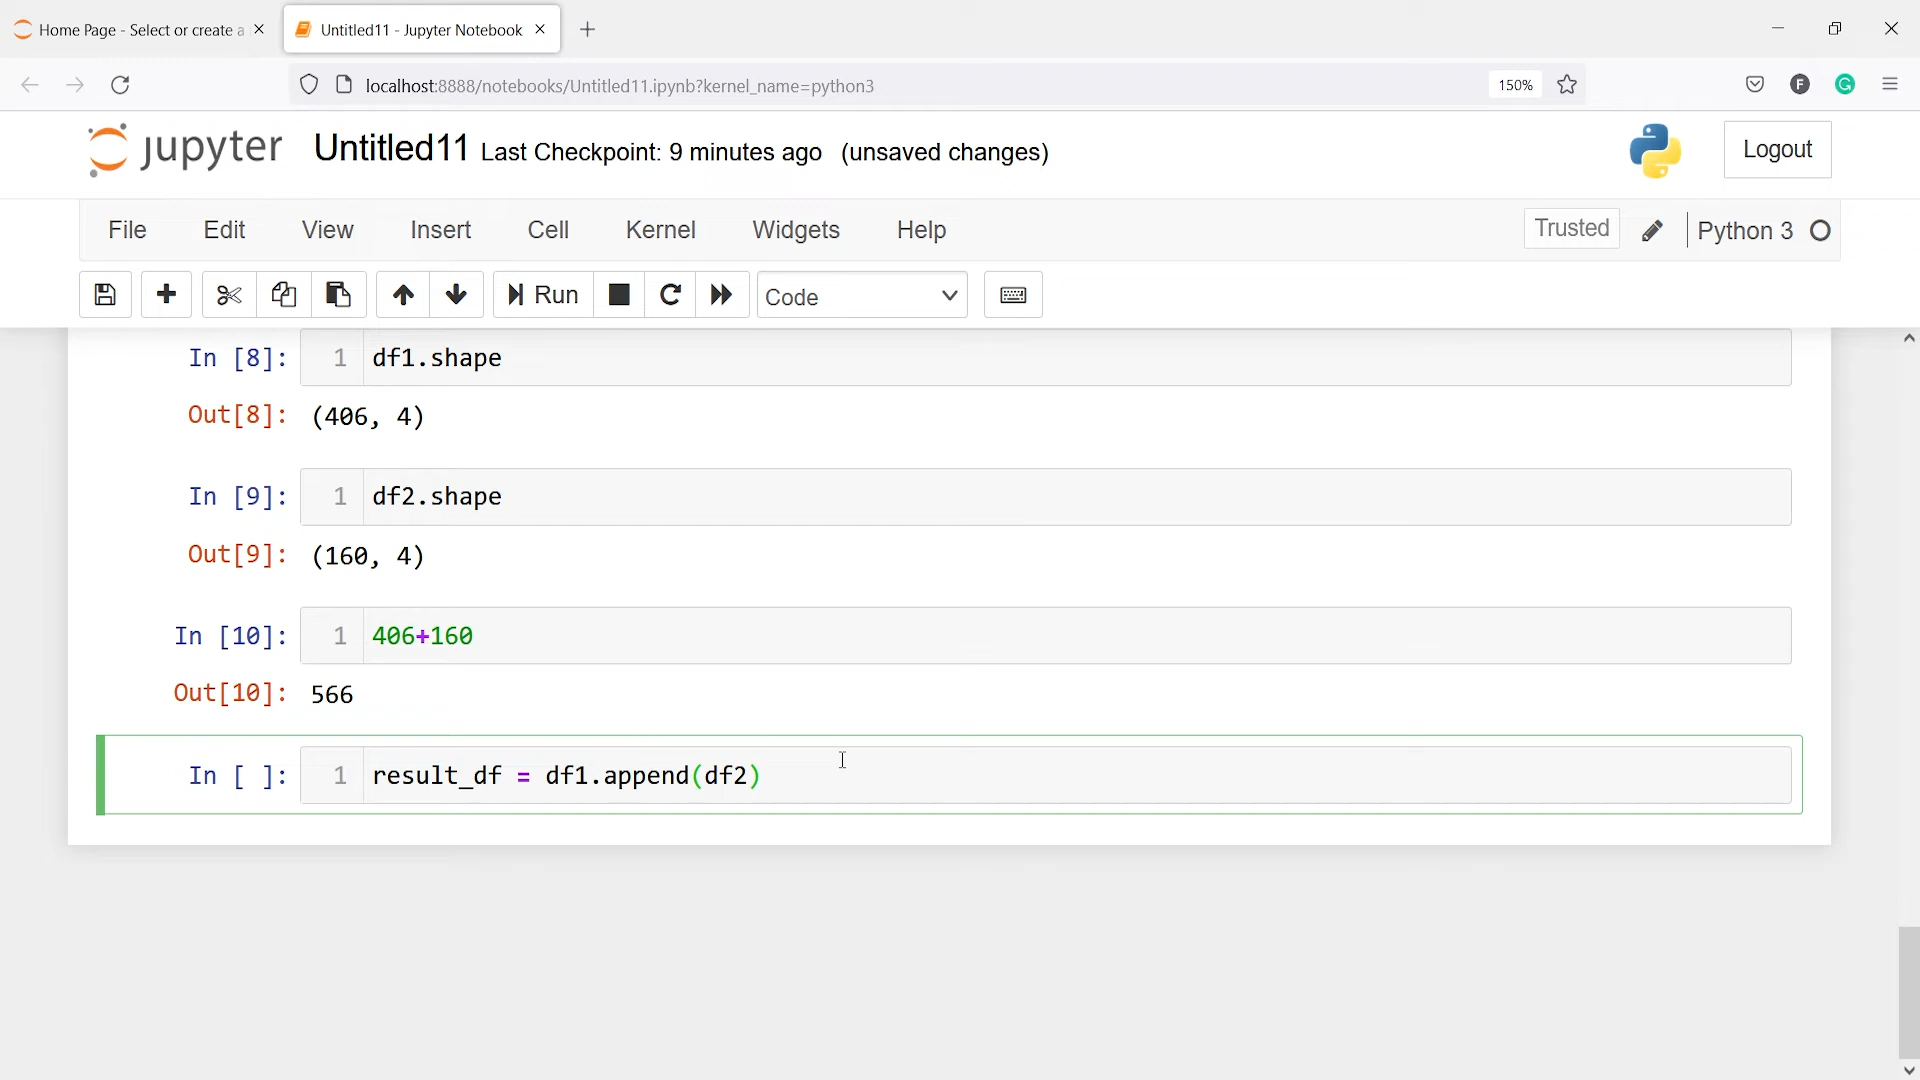 Home Page - Select or create a
Untitled11 - Jupyter Notebook
localhost:8888/notebooks/Untitled11.ipynb?kernel_name=python3
150%
F
G
jupyter Untitled11 Last Checkpoint: 9 minutes ago (unsaved changes)
Logout
File Edit View Insert Cell Kernel Widgets Help
Trusted
Python 3
Run
Code
In [8]: 1 df1.shape
Out[8]: (406, 4)
In [9]: 1 df2.shape
Out[9]: (160, 4)
In [10]: 1 406+160
Out[10]: 566
In [ ]: 1 result_df = df1.append(df2)